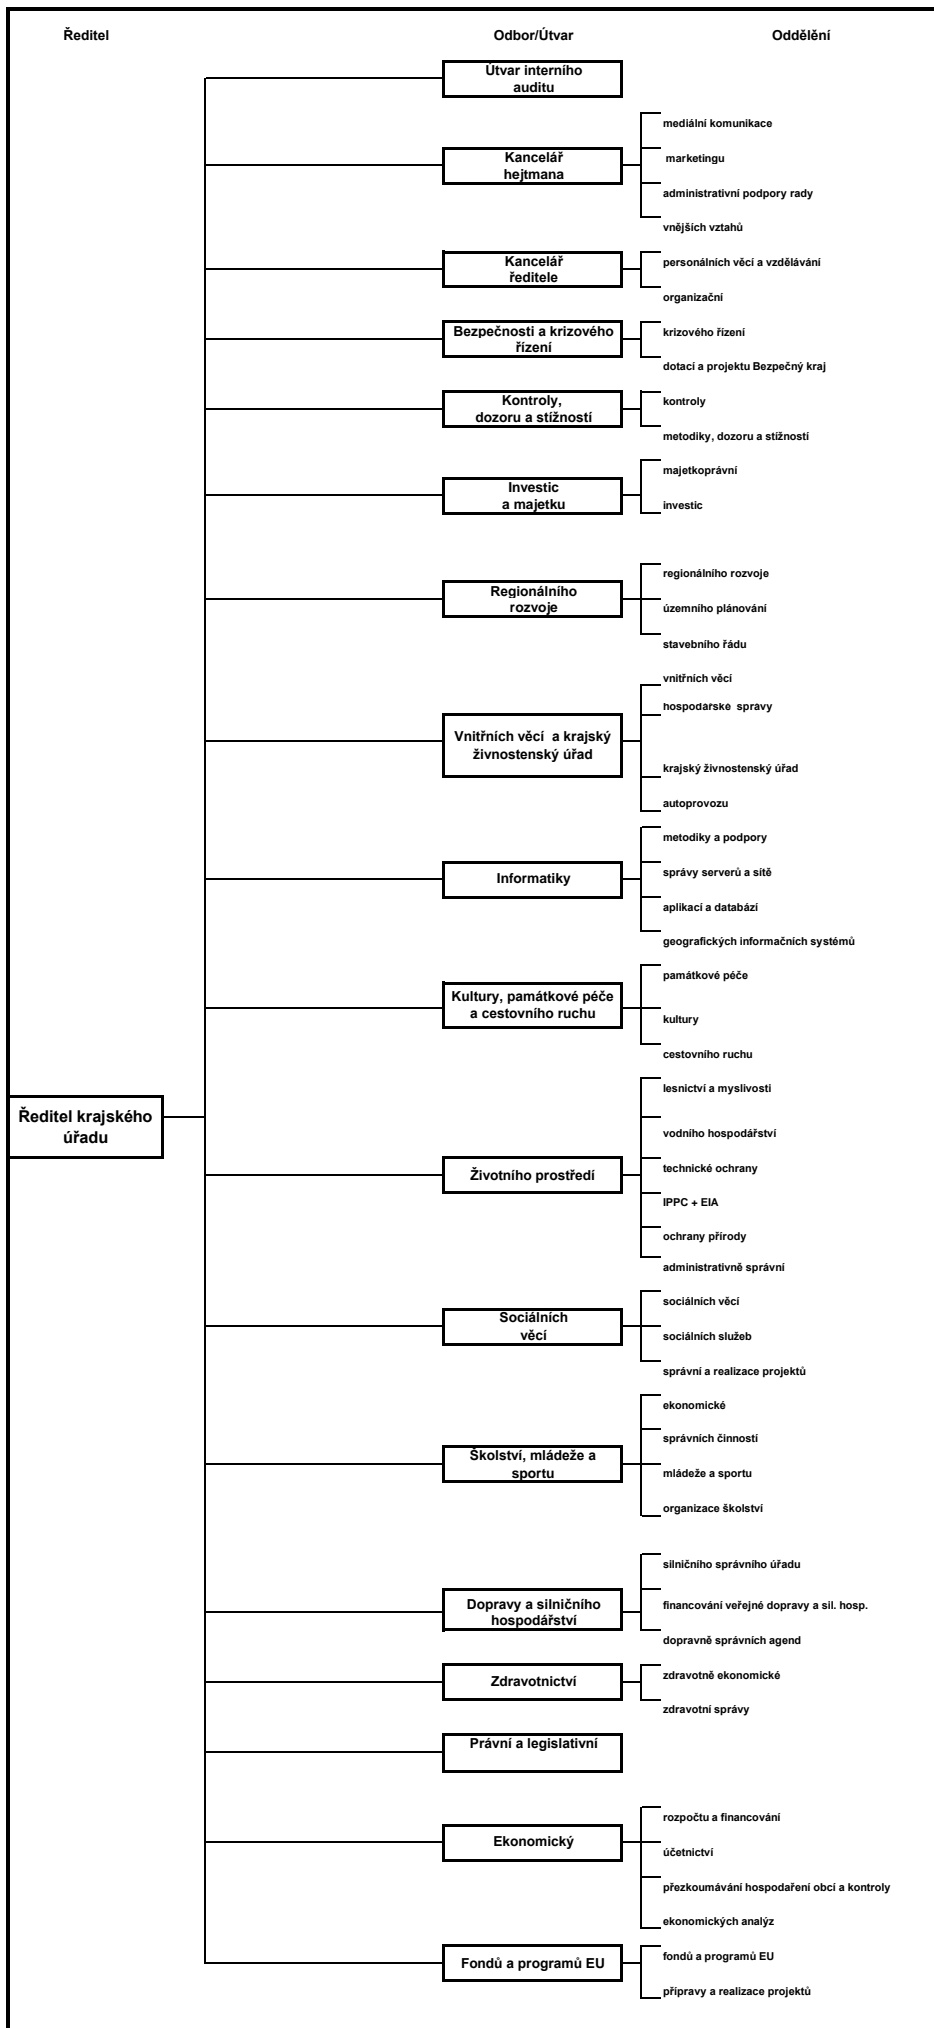 Ředitel
Odbor/Útvar
Oddělení
Útvar interního
auditu
Kancelář
hejtmana
mediální komunikace
marketingu
administrativní podpory rady
vnějších vztahů
Kancelář
ředitele
personálních věcí a vzdělávání
organizační
Bezpečnosti a krizového
řízení
krizového řízení
dotací a projektu Bezpečný kraj
Kontroly,
dozoru a stížností
kontroly
metodiky, dozoru a stížností
Investic
a majetku
majetkoprávní
investic
Regionálního
rozvoje
regionálního rozvoje
územního plánování
stavebního řádu
Vnitřních věcí  a krajský
živnostenský úřad
vnitřních věcí
hospodářské  správy
krajský živnostenský úřad
autoprovozu
Informatiky
metodiky a podpory
správy serverů a sítě
aplikací a databází
geografických informačních systémů
Kultury, památkové péče
a cestovního ruchu
památkové péče
kultury
cestovního ruchu
Ředitel krajského
úřadu
Životního prostředí
lesnictví a myslivosti
vodního hospodářství
technické ochrany
IPPC + EIA
ochrany přírody
administrativně správní
Sociálních
věcí
sociálních věcí
sociálních služeb
správní a realizace projektů
Školství, mládeže a
sportu
ekonomické
správních činností
mládeže a sportu
organizace školství
Dopravy a silničního
hospodářství
silničního správního úřadu
financování veřejné dopravy a sil. hosp.
dopravně správních agend
Zdravotnictví
zdravotně ekonomické
zdravotní správy
Právní a legislativní
Ekonomický
rozpočtu a financování
účetnictví
přezkoumávání hospodaření obcí a kontroly
ekonomických analýz
Fondů a programů EU
fondů a programů EU
přípravy a realizace projektů